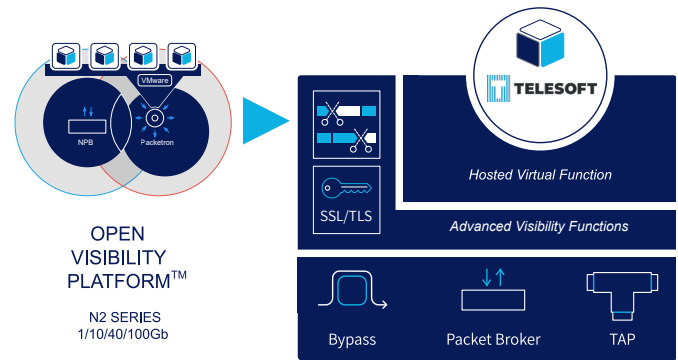 VMware
NPB
Packetron
OPEN
VISIBILITY
PLATFORM™
N2 SERIES
1/10/40/100Gb
TELESOFT
Hosted Virtual Function
SSL/TLS
Advanced Visibility Functions
Bypass
Packet Broker
TAP